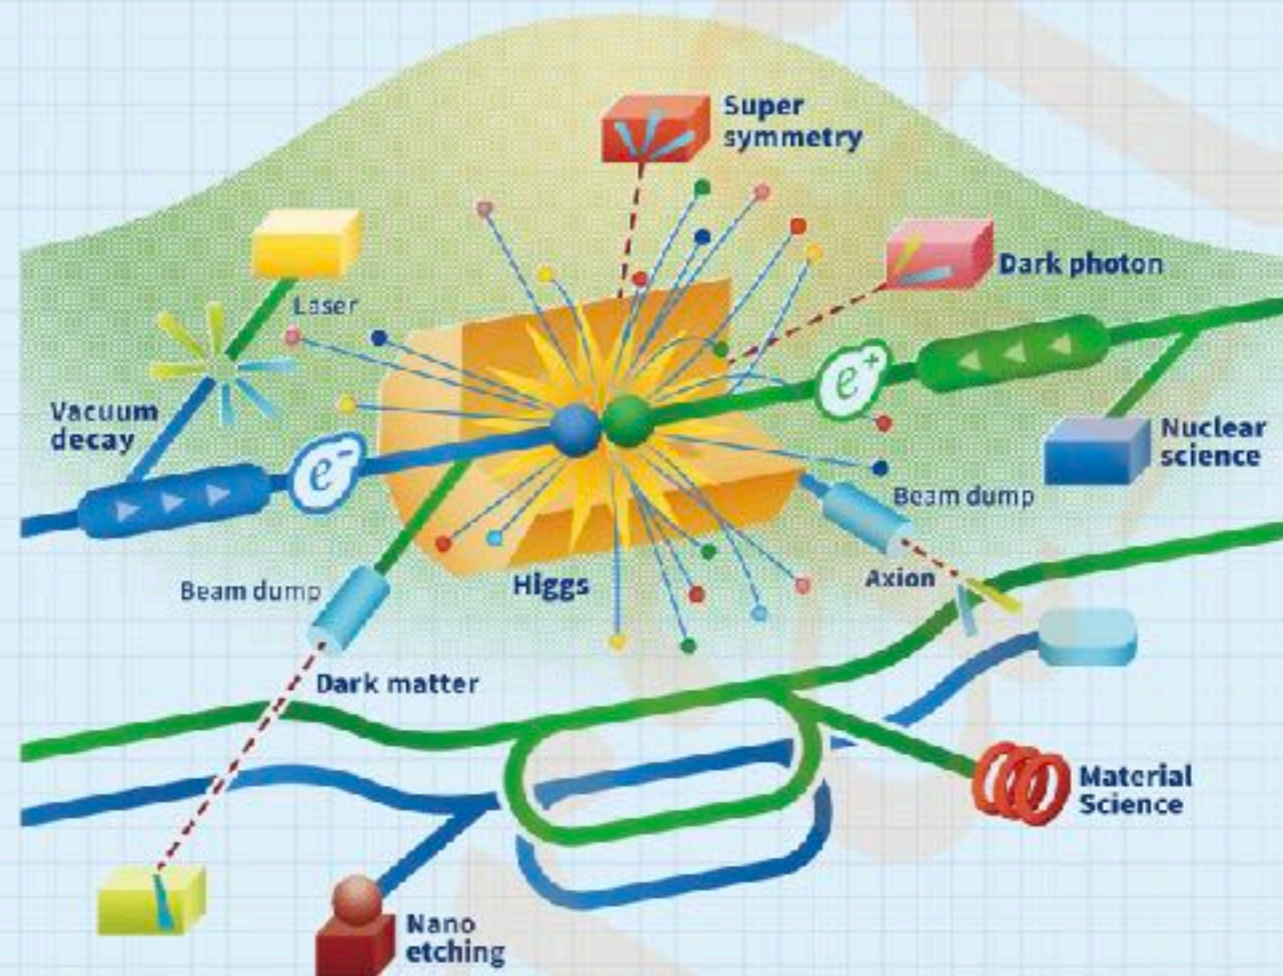 Super
symmetry
Dark photon
Laser
Vacuum
decay
e⁻
e⁺
Nuclear
science
Beam dump
Axion
Higgs
Beam dump
Dark matter
Material
Science
Nano
etching